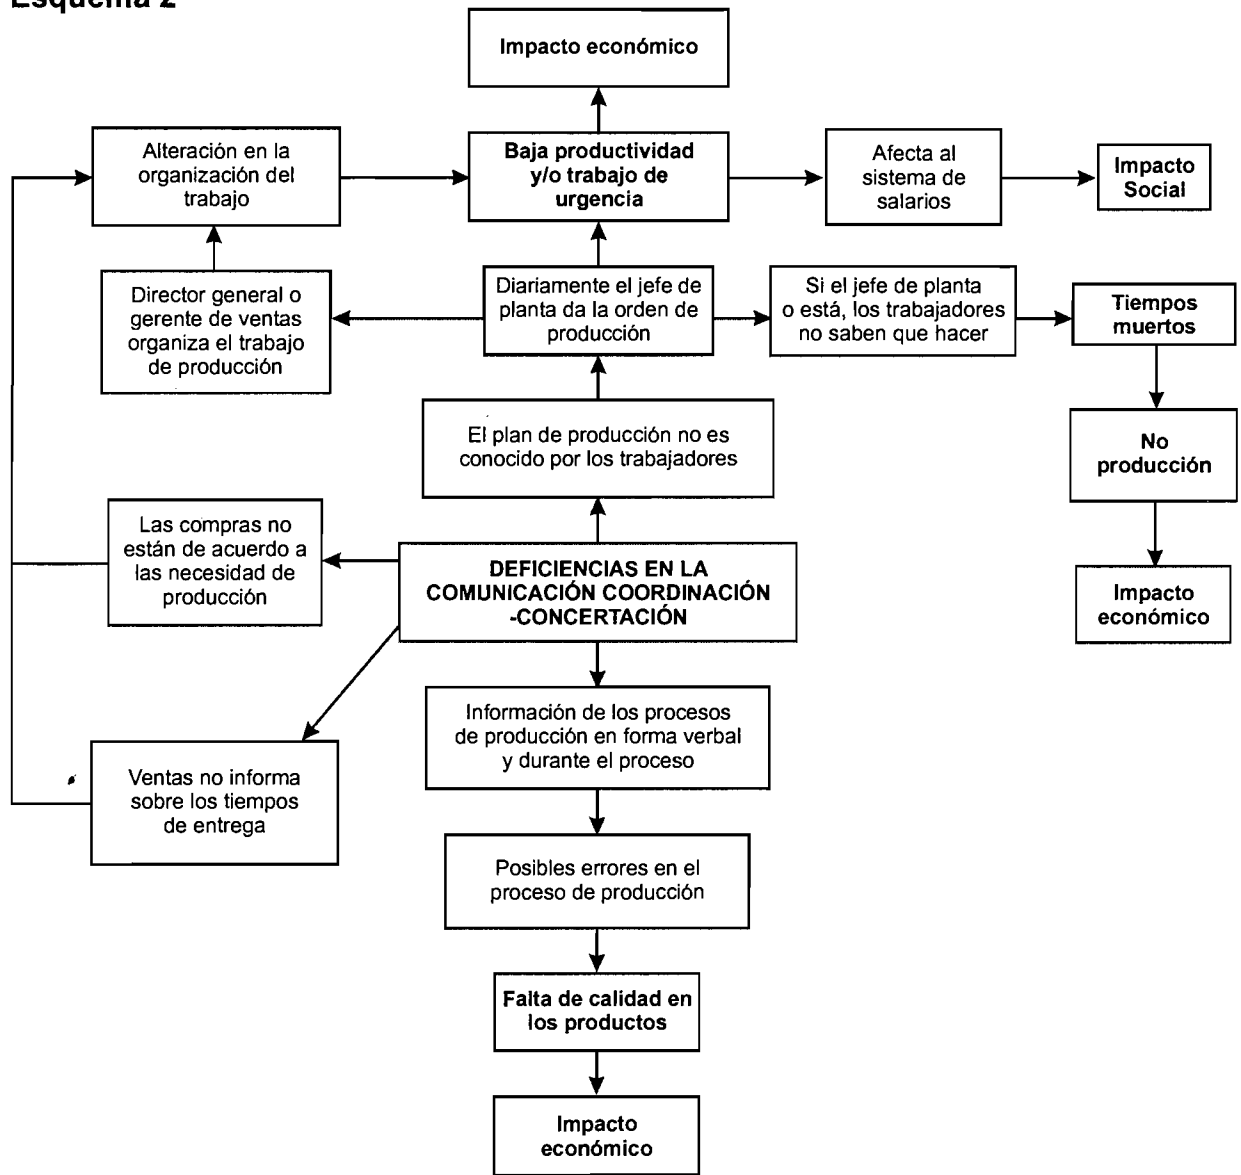 Esquema 2
Impacto económico
Alteración en la
organización del
trabajo
Baja productividad
y/o trabajo de
urgencia
Afecta al
sistema de
salarios
Impacto
Social
Director general o
gerente de ventas
organiza el trabajo
de producción
Diariamente el jefe de
planta da la orden de
producción
Si el jefe de planta
o está, los trabajadores
no saben que hacer
Tiempos
muertos
El plan de producción no es
conocido por los trabajadores
No
producción
Las compras no
están de acuerdo a
las necesidad de
producción
DEFICIENCIAS EN LA
COMUNICACIÓN COORDINACIÓN
-CONCERTACIÓN
Impacto
económico
Información de los procesos
de producción en forma verbal
y durante el proceso
Ventas no informa
sobre los tiempos
de entrega
Posibles errores en el
proceso de producción
Falta de calidad en
los productos
Impacto
económico